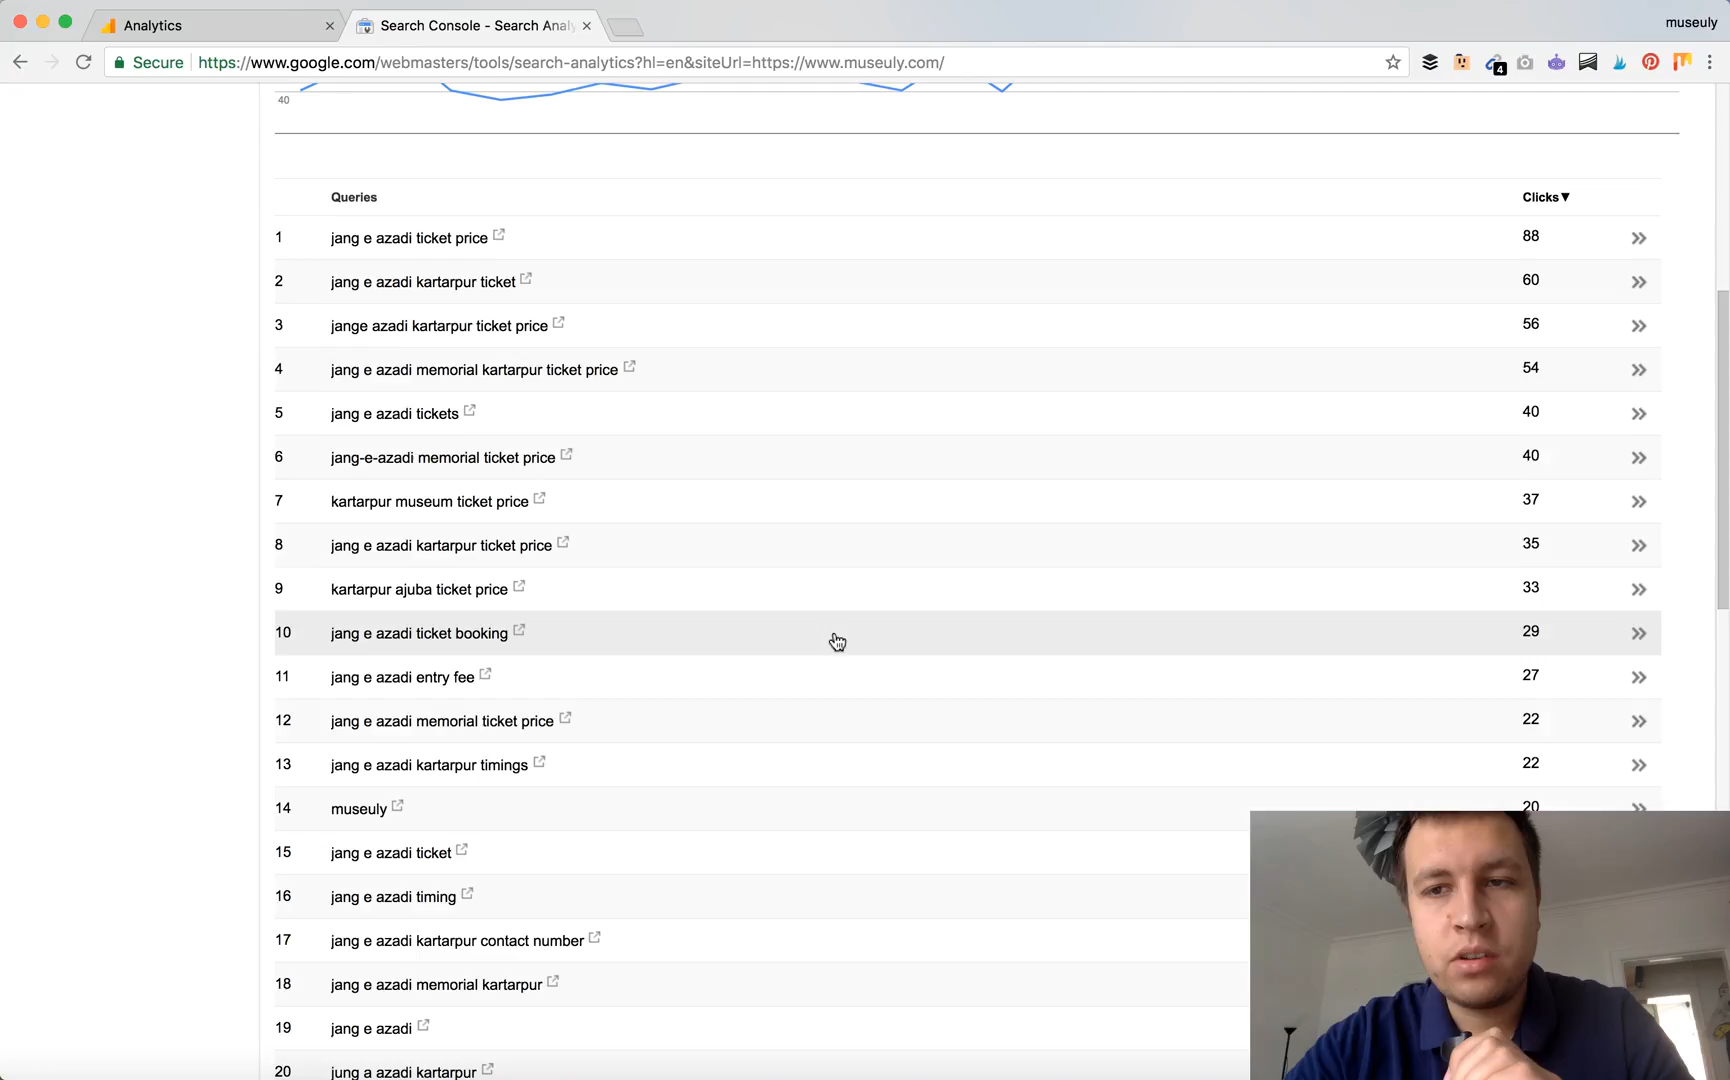 Analytics
Search Console - Search Analy
museuly
Secure https://www.google.com/webmasters/tools/search-analytics?hl=en&siteUrl=https://www.museuly.com/
4
40
Queries Clicks▼
1 jang e azadi ticket price 88
2 jang e azadi kartarpur ticket 60
3 jange azadi kartarpur ticket price 56
4 jang e azadi memorial kartarpur ticket price 54
5 jang e azadi tickets 40
6 jang-e-azadi memorial ticket price 40
7 kartarpur museum ticket price 37
8 jang e azadi kartarpur ticket price 35
9 kartarpur ajuba ticket price 33
10 jang e azadi ticket booking 29
11 jang e azadi entry fee 27
12 jang e azadi memorial ticket price 22
13 jang e azadi kartarpur timings 22
14 museuly 20
15 jang e azadi ticket
16 jang e azadi timing
17 jang e azadi kartarpur contact number
18 jang e azadi memorial kartarpur
19 jang e azadi
20 jung a azadi kartarpur